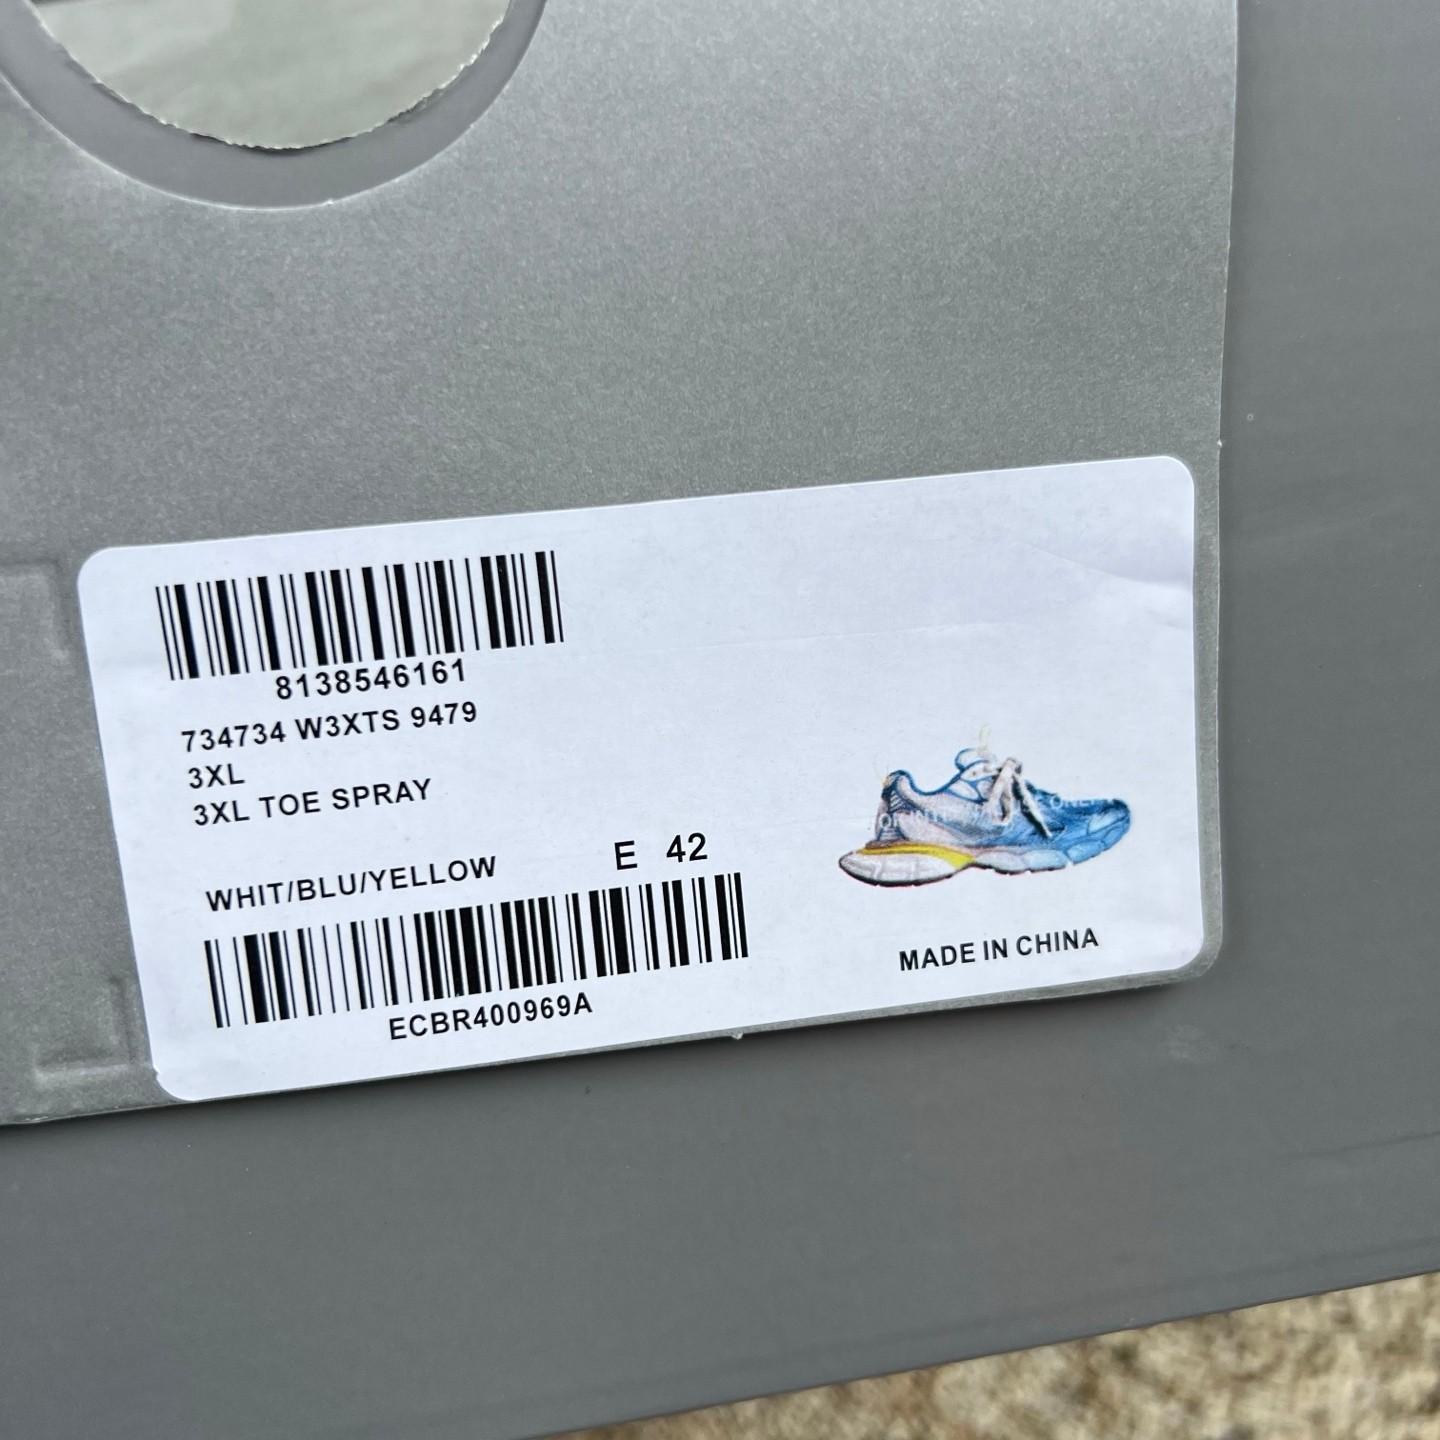 8138546161
734734 W3XTS 9479
3XL
3XL TOE SPRAY
WHIT/BLU/YELLOW E 42
ECBR400969A
MADE IN CHINA